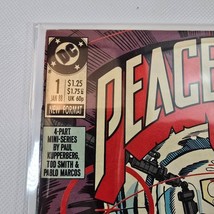 DC
1
JAN 88
$1.25
$1.75
UK 60p
NEW FORMAT
4-PART
MINI-SERIES
BY PAUL
KUPPERBERG,
TOD SMITH &
PABLO MARCOS
PEACE